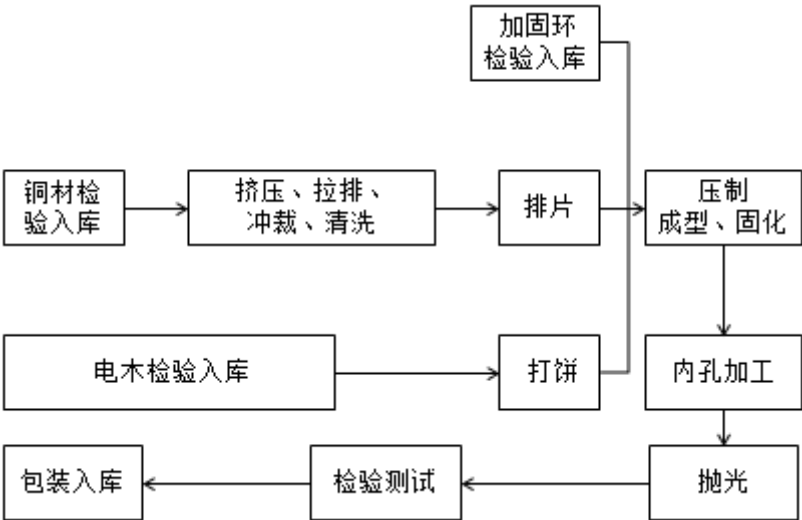 加固环
检验入库
铜材检
验入库
挤压、拉排、
冲裁、清洗
排片
压制
成型、固化
电木检验入库
打饼
内孔加工
包装入库
检验测试
抛光